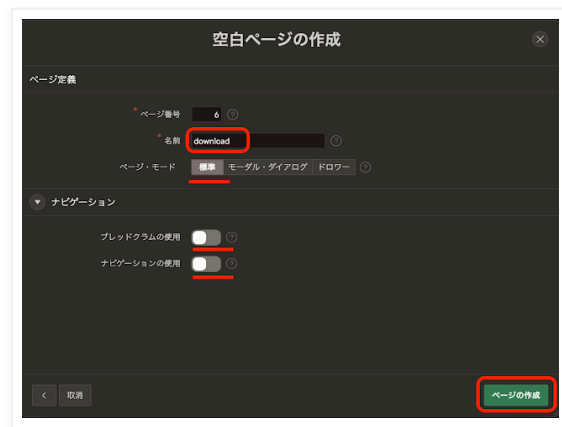 空白ページの作成
ページ定義
* ページ番号 6 ?
* 名前 download ?
ページ・モード 標準 モーダル・ダイアログ ドロワー ?
ナビゲーション
ブレッドクラムの使用 ?
ナビゲーションの使用 ?
取消 ページの作成